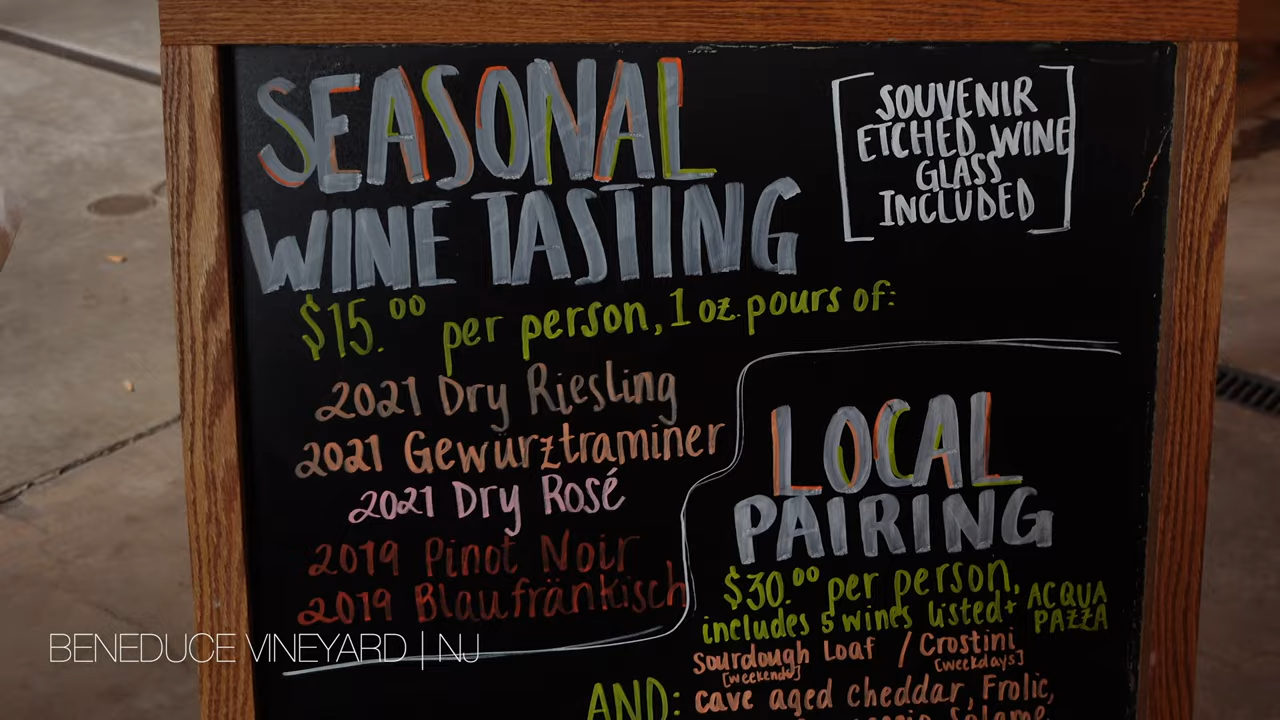 SEASONAL
WINE TASTING
[SOUVENIR
ETCHED WINE
GLASS
INCLUDED]
$15.00 per person, 1 oz. pours of:
2021 Dry Riesling
2021 Gewürztraminer
2021 Dry Rosé
2019 Pinot Noir
2019 Blaufränkisch
LOCAL
PAIRING
$30.00 per person,
includes 5 wines listed +
ACQUA
PAZZA
Sourdough Loaf / Crostini
[weekends] [weekdays]
AND: cave aged cheddar, Frolic,
Salame
BENEDUCE VINEYARD | NJ